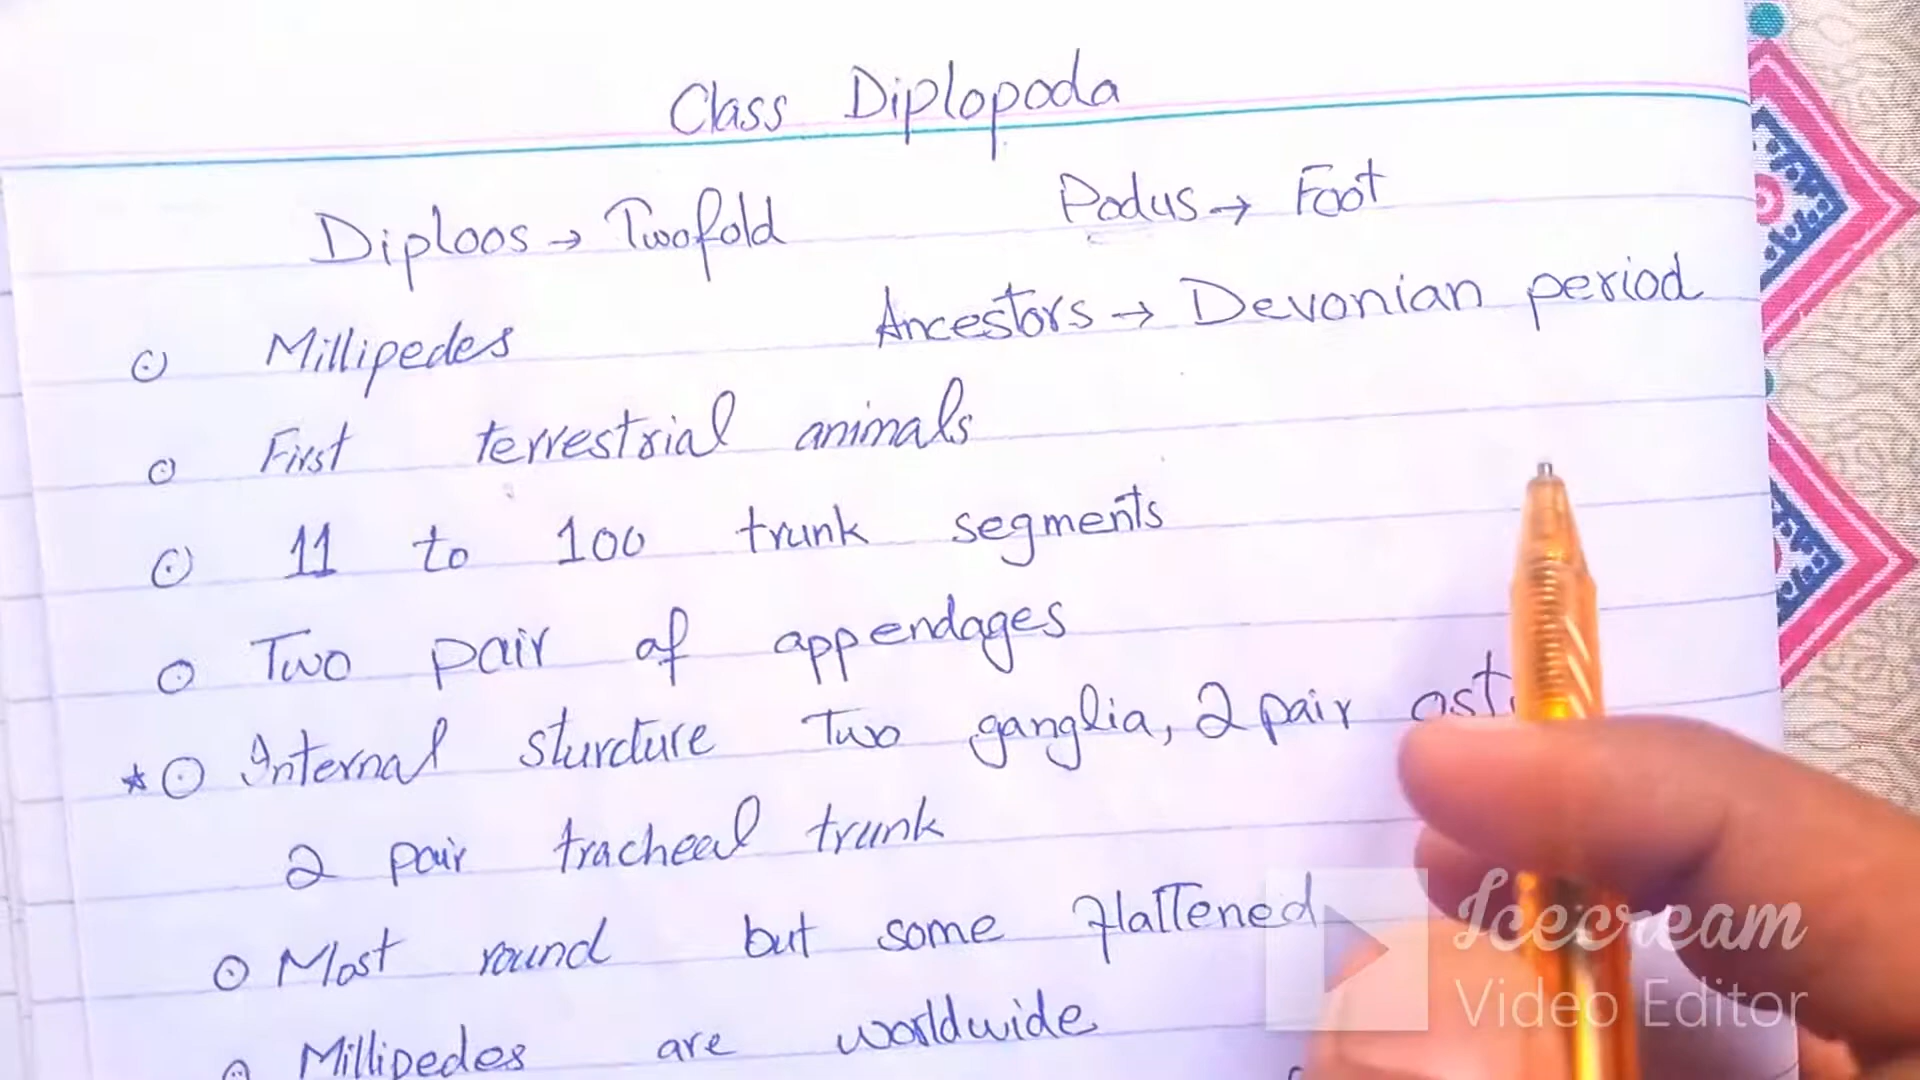 Class Diplopoda
Diploos → Twofold Podus → Foot
Millipedes Ancestors → Devonian period
First terrestrial animals
11 to 100 trunk segments
Two pair of appendages
Internal sturcture Two ganglia, 2 pair
2 pair tracheal trunk
Most round but some flattened
Millipedes are worldwide
Icecream
Video Editor